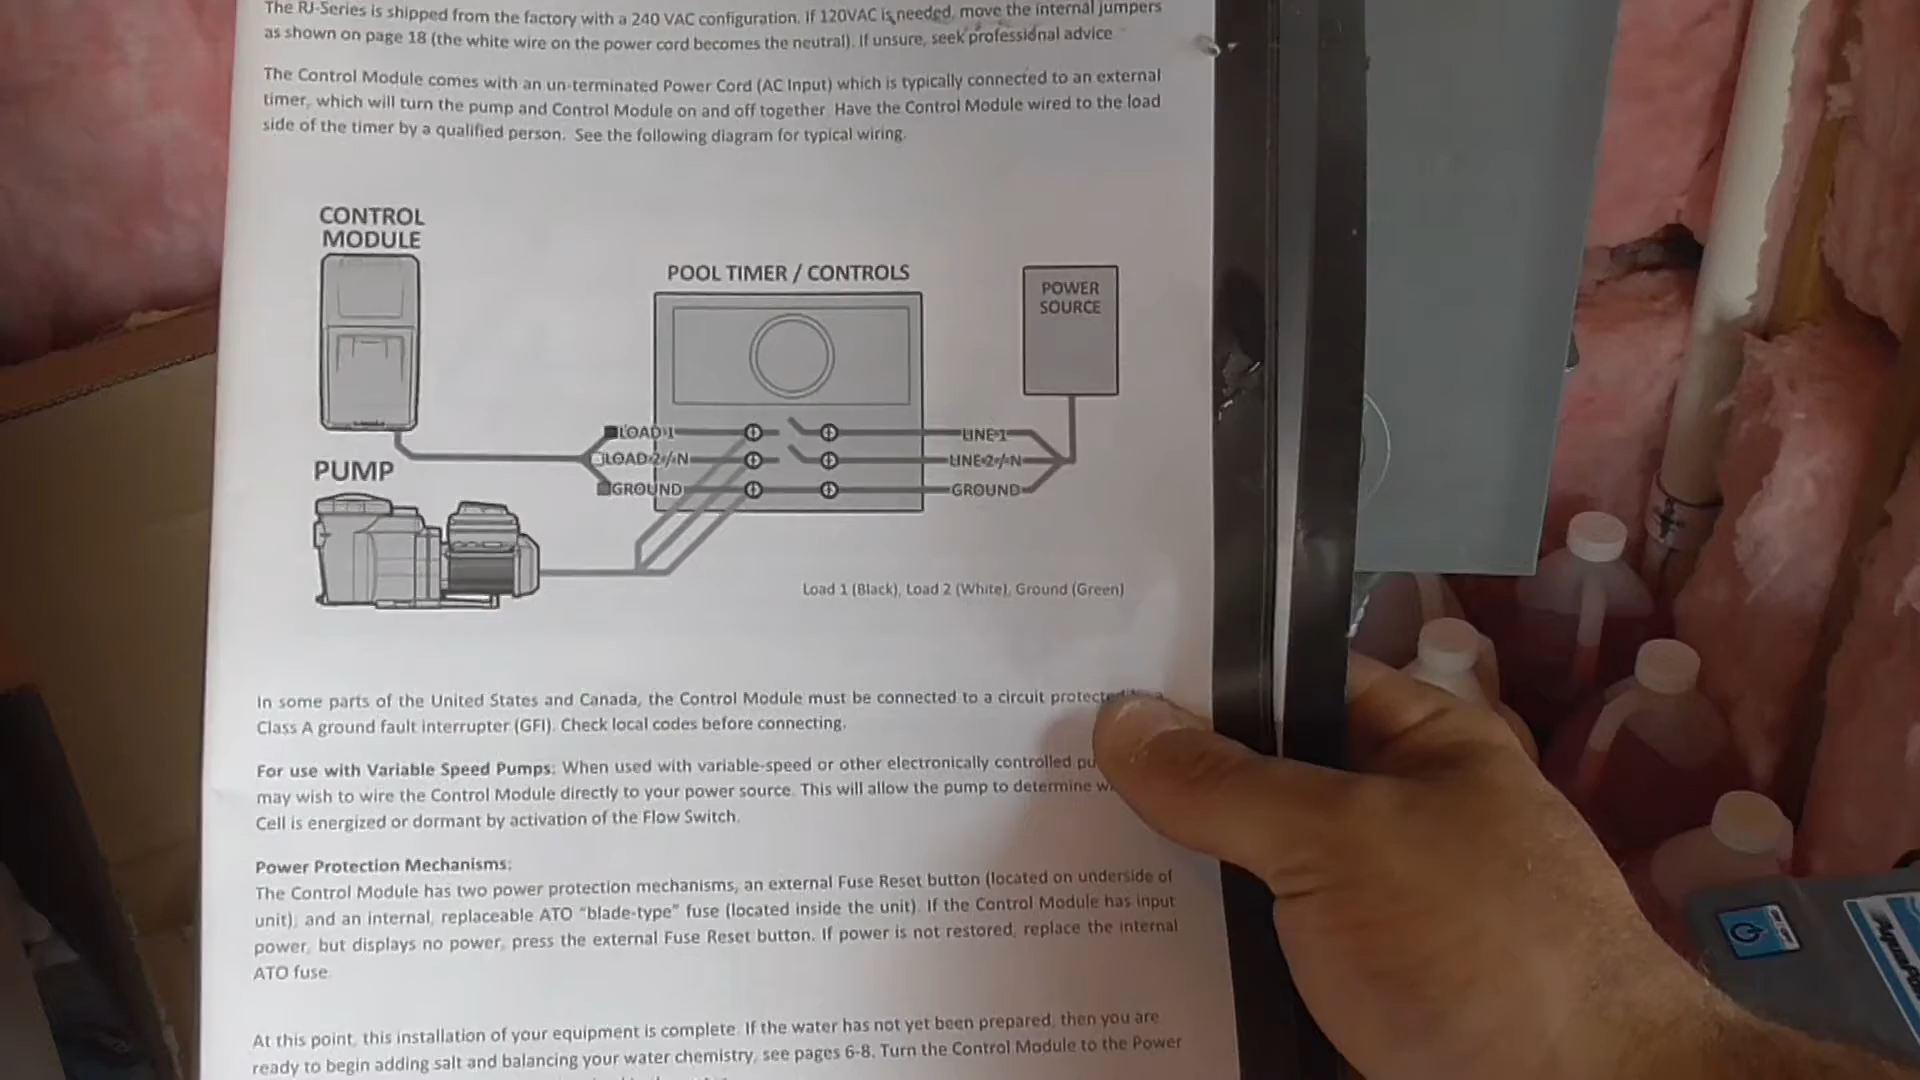 The RJ-Series is shipped from the factory with a 240 VAC configuration. If 120VAC is needed, move the internal jumpers
as shown on page 18 (the white wire on the power cord becomes the neutral). If unsure, seek professional advice
The Control Module comes with an un-terminated Power Cord (AC Input) which is typically connected to an external
timer, which will turn the pump and Control Module on and off together. Have the Control Module wired to the load
side of the timer by a qualified person. See the following diagram for typical wiring.
CONTROL
MODULE
POOL TIMER / CONTROLS
POWER
SOURCE
LOAD 1
LINE 1
LOAD 2 / N
LINE 2 / N
GROUND
GROUND
PUMP
Load 1 (Black), Load 2 (White), Ground (Green)
In some parts of the United States and Canada, the Control Module must be connected to a circuit protected
Class A ground fault interrupter (GFI). Check local codes before connecting.
For use with Variable Speed Pumps: When used with variable-speed or other electronically controlled
may wish to wire the Control Module directly to your power source. This will allow the pump to determine
Cell is energized or dormant by activation of the Flow Switch.
Power Protection Mechanisms:
The Control Module has two power protection mechanisms, an external Fuse Reset button (located on underside of
unit), and an internal, replaceable ATO "blade-type" fuse (located inside the unit). If the Control Module has input
power, but displays no power, press the external Fuse Reset button. If power is not restored, replace the internal
ATO fuse.
At this point, this installation of your equipment is complete. If the water has not yet been prepared, then you are
ready to begin adding salt and balancing your water chemistry, see pages 6-8. Turn the Control Module to the Power